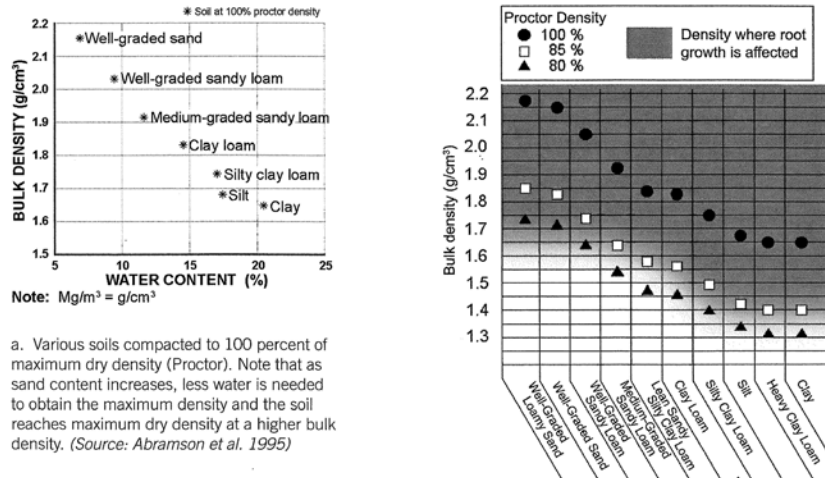 ✳ Soil at 100% proctor density
BULK DENSITY (g/cm³)
2.2
2.1
2.0
1.9
1.8
1.7
1.6
1.5
Well-graded sand
Well-graded sandy loam
Medium-graded sandy loam
Clay loam
Silty clay loam
Silt
Clay
5 10 15 20 25
WATER CONTENT (%)
Note: Mg/m³ = g/cm³
a. Various soils compacted to 100 percent of
maximum dry density (Proctor). Note that as
sand content increases, less water is needed
to obtain the maximum density and the soil
reaches maximum dry density at a higher bulk
density. (Source: Abramson et al. 1995)
Proctor Density
100 %
85 %
80 %
Density where root
growth is affected
Bulk density (g/cm³)
2.2
2.1
2.0
1.9
1.8
1.7
1.6
1.5
1.4
1.3
Well-Graded
Loamy Sand
Well-Graded Sand
Well-Graded
Sandy Loam
Medium-Graded
Sandy Loam
Lean Sandy
Silty Clay Loam
Clay Loam
Silty Clay Loam
Silt
Heavy Clay Loam
Clay